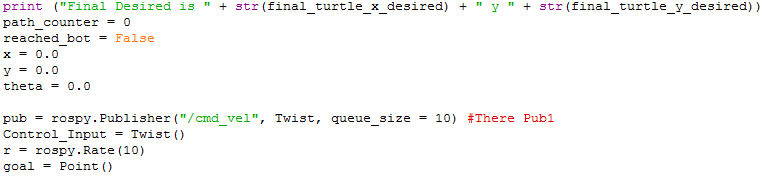 print ("Final Desired is " + str(final_turtle_x_desired) + " y " + str(final_turtle_y_desired))
path_counter = 0
reached_bot = False
x = 0.0
y = 0.0
theta = 0.0
pub = rospy.Publisher("/cmd_vel", Twist, queue_size = 10) #There Pub1
Control_Input = Twist()
r = rospy.Rate(10)
goal = Point()